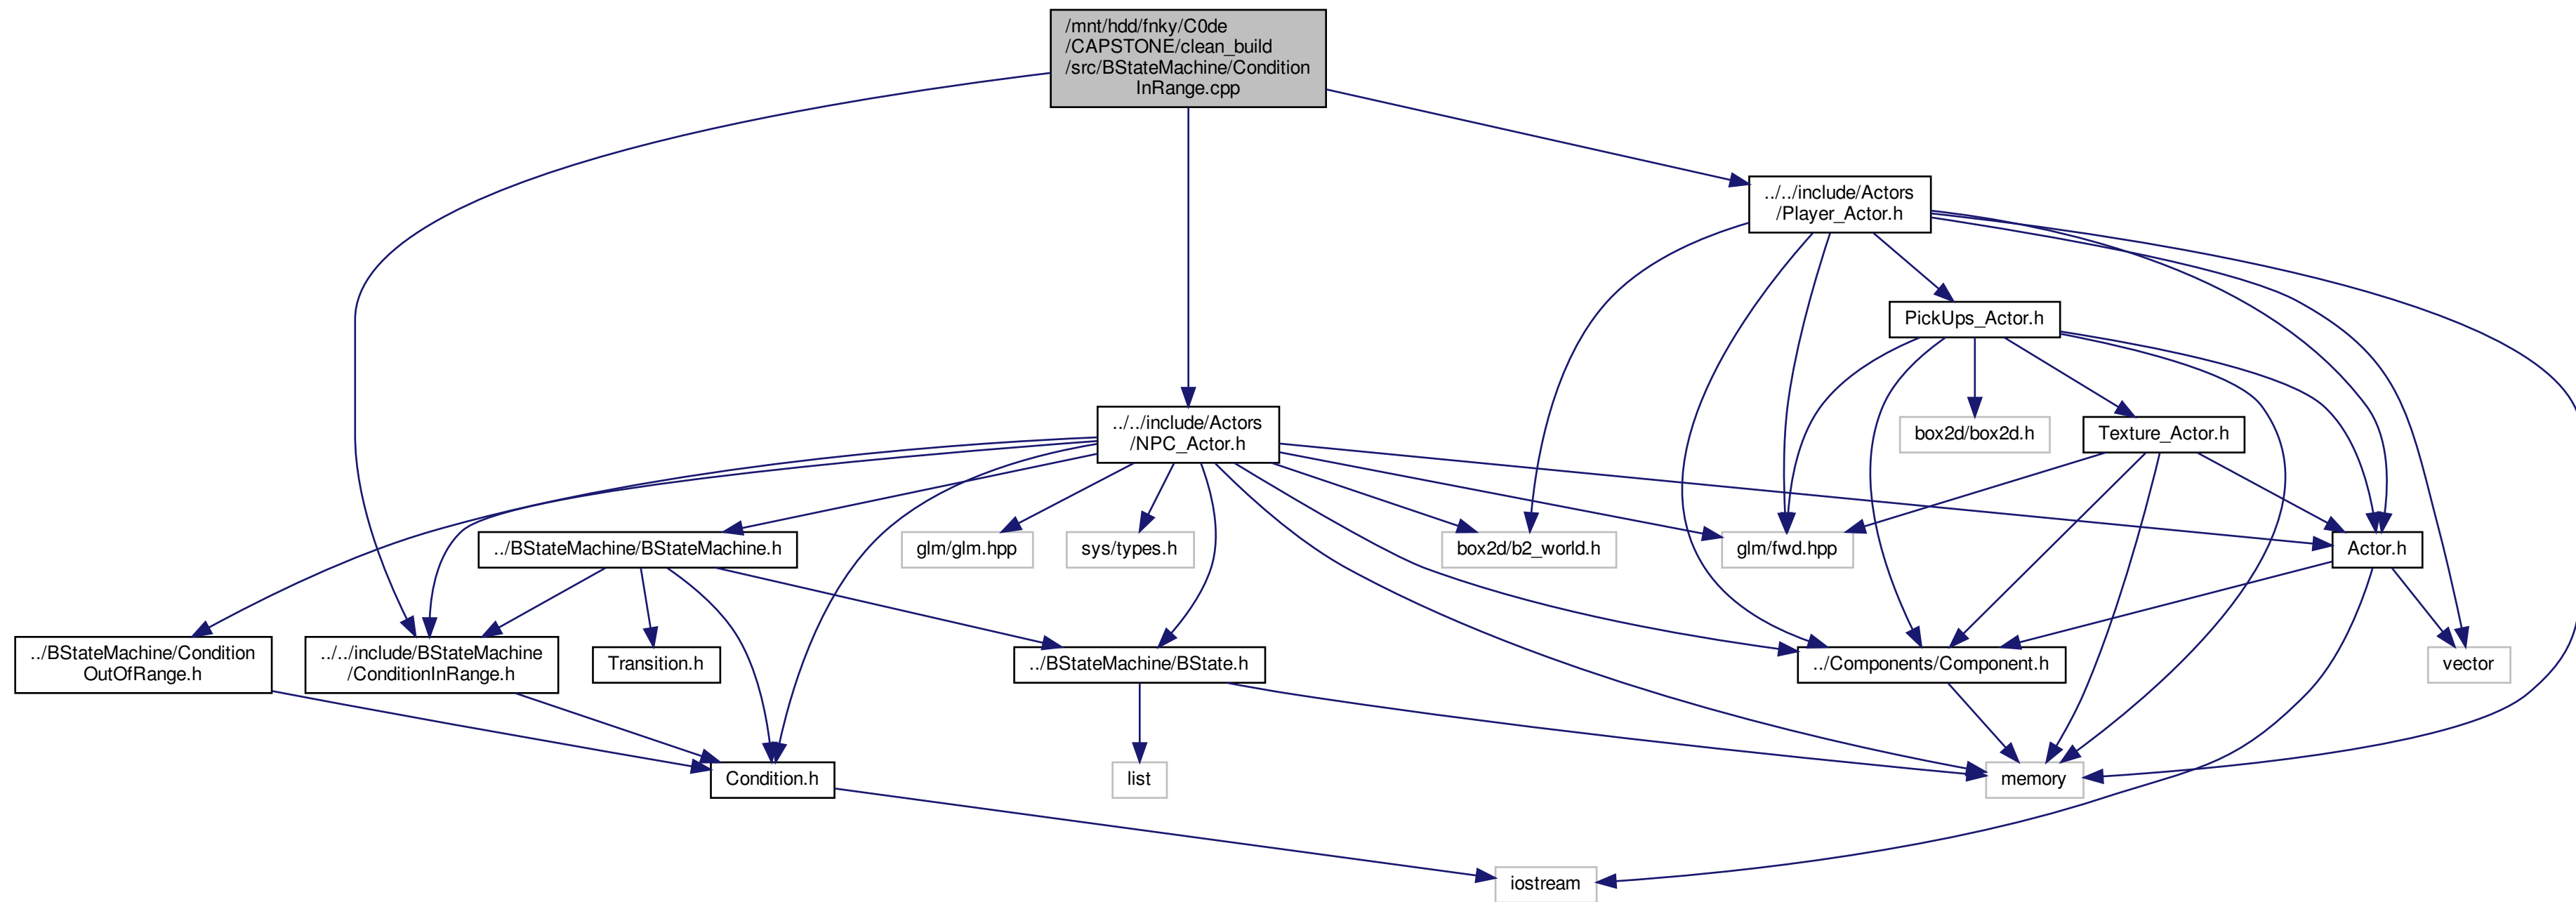 /mnt/hdd/fnky/C0de
/CAPSTONE/clean_build
/src/BStateMachine/Condition
InRange.cpp
../../include/Actors
/Player_Actor.h
PickUps_Actor.h
../../include/Actors
/NPC_Actor.h
box2d/box2d.h
Texture_Actor.h
../BStateMachine/BStateMachine.h
glm/glm.hpp
sys/types.h
box2d/b2_world.h
glm/fwd.hpp
Actor.h
../BStateMachine/Condition
OutOfRange.h
../../include/BStateMachine
/ConditionInRange.h
Transition.h
../BStateMachine/BState.h
../Components/Component.h
vector
Condition.h
list
memory
iostream